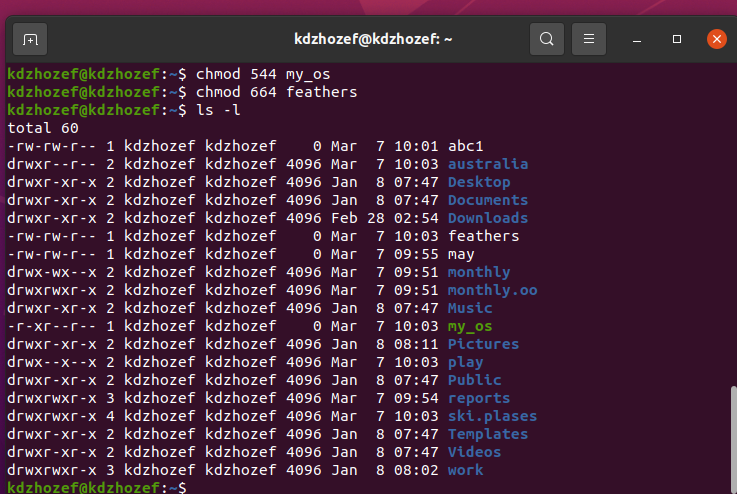 kdzhozef@kdzhozef: ~
kdzhozef@kdzhozef:~$ chmod 544 my_os
kdzhozef@kdzhozef:~$ chmod 664 feathers
kdzhozef@kdzhozef:~$ ls -l
total 60
-rw-rw-r-- 1 kdzhozef kdzhozef    0 Mar  7 10:01 abc1
drwxr--r-- 2 kdzhozef kdzhozef 4096 Mar  7 10:03 australia
drwxr-xr-x 2 kdzhozef kdzhozef 4096 Jan  8 07:47 Desktop
drwxr-xr-x 2 kdzhozef kdzhozef 4096 Jan  8 07:47 Documents
drwxr-xr-x 2 kdzhozef kdzhozef 4096 Feb 28 02:54 Downloads
-rw-rw-r-- 1 kdzhozef kdzhozef    0 Mar  7 10:03 feathers
-rw-rw-r-- 1 kdzhozef kdzhozef    0 Mar  7 09:55 may
drwx-wx--x 2 kdzhozef kdzhozef 4096 Mar  7 09:51 monthly
drwxrwxr-x 2 kdzhozef kdzhozef 4096 Mar  7 09:51 monthly.oo
drwxr-xr-x 2 kdzhozef kdzhozef 4096 Jan  8 07:47 Music
-r-xr--r-- 1 kdzhozef kdzhozef    0 Mar  7 10:03 my_os
drwxr-xr-x 2 kdzhozef kdzhozef 4096 Jan  8 08:11 Pictures
drwx--x--x 2 kdzhozef kdzhozef 4096 Mar  7 10:03 play
drwxr-xr-x 2 kdzhozef kdzhozef 4096 Jan  8 07:47 Public
drwxrwxr-x 3 kdzhozef kdzhozef 4096 Mar  7 09:54 reports
drwxrwxr-x 4 kdzhozef kdzhozef 4096 Mar  7 10:03 ski.plases
drwxr-xr-x 2 kdzhozef kdzhozef 4096 Jan  8 07:47 Templates
drwxr-xr-x 2 kdzhozef kdzhozef 4096 Jan  8 07:47 Videos
drwxrwxr-x 3 kdzhozef kdzhozef 4096 Jan  8 08:02 work
kdzhozef@kdzhozef:~$